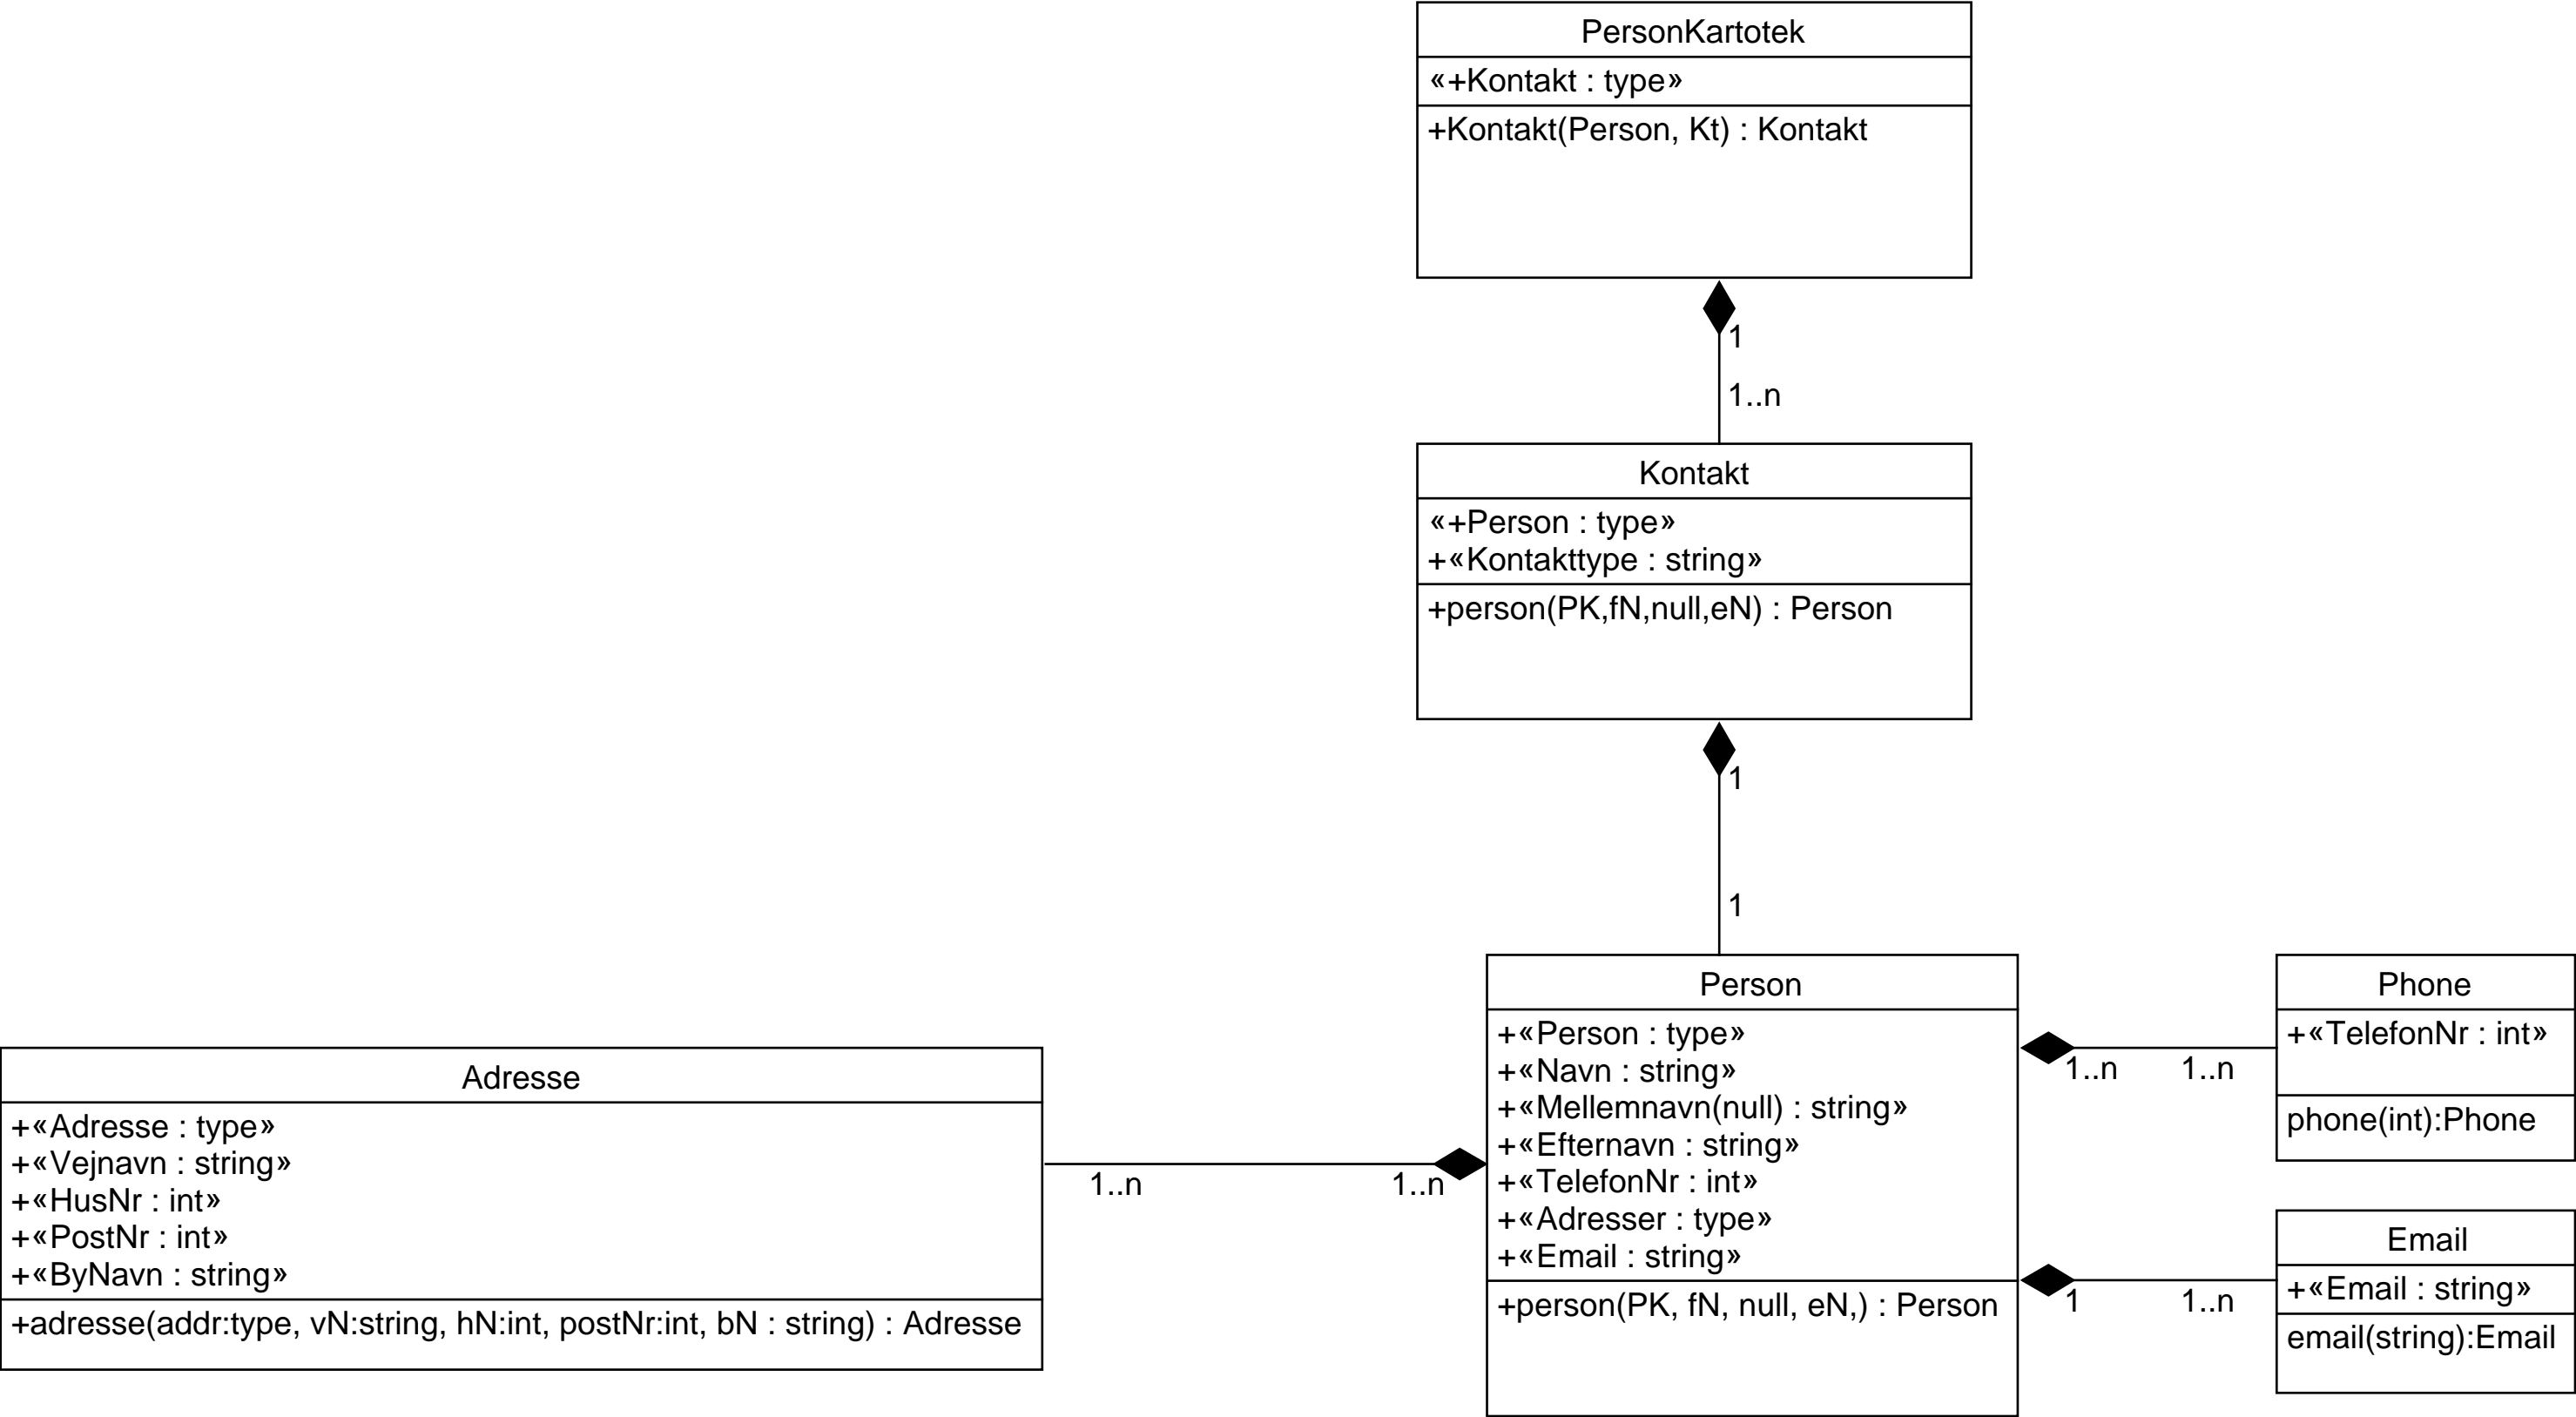 PersonKartotek
«+Kontakt : type»
+Kontakt(Person, Kt) : Kontakt
1
1..n
Kontakt
«+Person : type»
+«Kontakttype : string»
+person(PK,fN,null,eN) : Person
1
1
Adresse
+«Adresse : type»
+«Vejnavn : string»
+«HusNr : int»
+«PostNr : int»
+«ByNavn : string»
+adresse(addr:type, vN:string, hN:int, postNr:int, bN : string) : Adresse
1..n
1..n
Person
+«Person : type»
+«Navn : string»
+«Mellemnavn(null) : string»
+«Efternavn : string»
+«TelefonNr : int»
+«Adresser : type»
+«Email : string»
+person(PK, fN, null, eN,) : Person
1..n
1..n
Phone
+«TelefonNr : int»
phone(int):Phone
1
1..n
Email
+«Email : string»
email(string):Email